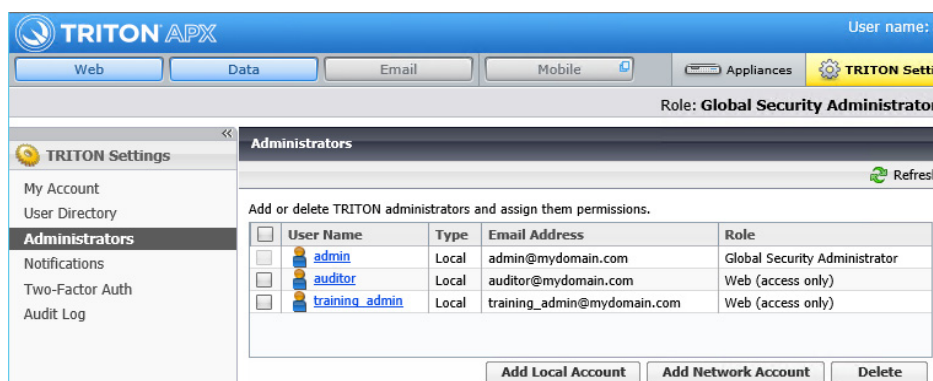 TRITON APX
User name:
Web Data Email Mobile Appliances TRITON Setti
Role: Global Security Administrator
TRITON Settings
My Account
User Directory
Administrators
Notifications
Two-Factor Auth
Audit Log
Administrators
Refresh
Add or delete TRITON administrators and assign them permissions.
User Name Type Email Address Role
admin Local admin@mydomain.com Global Security Administrator
auditor Local auditor@mydomain.com Web (access only)
training_admin Local training_admin@mydomain.com Web (access only)
Add Local Account Add Network Account Delete